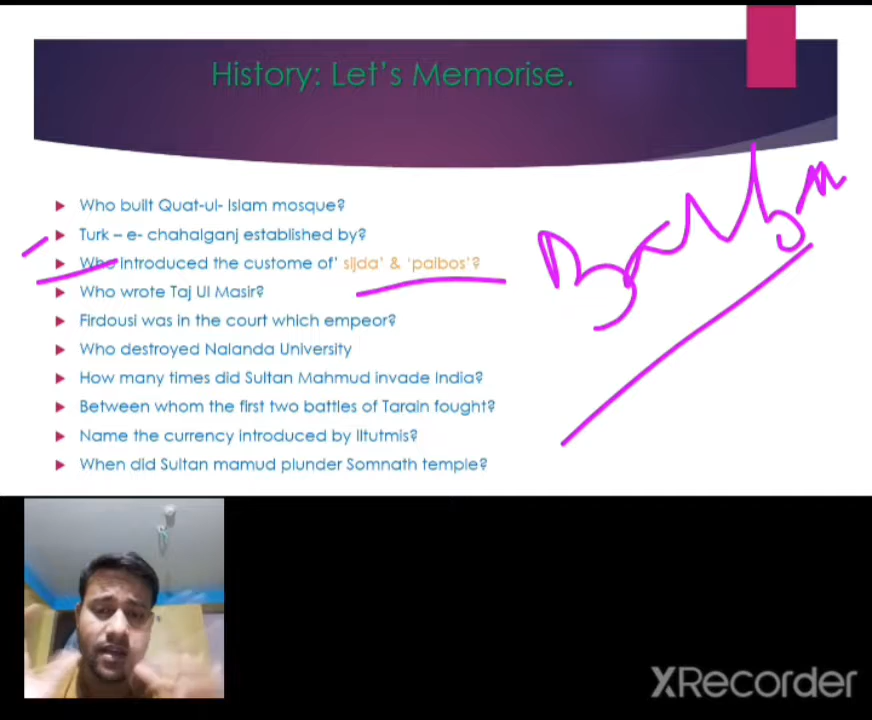 History: Let's Memorise.
Who built Quat-ul- Islam mosque?
Turk – e- chahalganj established by?
Who introduced the custome of' sijda' & 'paibos'?
Who wrote Taj Ul Masir?
Firdousi was in the court which empeor?
Who destroyed Nalanda University
How many times did Sultan Mahmud invade India?
Between whom the first two battles of Tarain fought?
Name the currency introduced by Iltutmis?
When did Sultan mamud plunder Somnath temple?
Balban
XRecorder